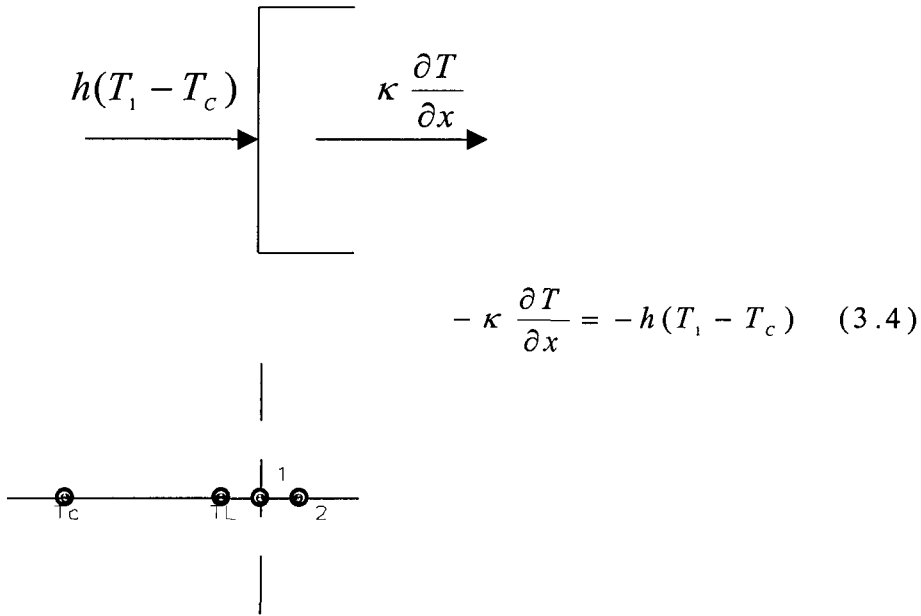 h(T₁ − T_C) κ ∂T/∂x
− κ ∂T/∂x = − h(T₁ − T_C) (3.4)
1
Tc TL 2